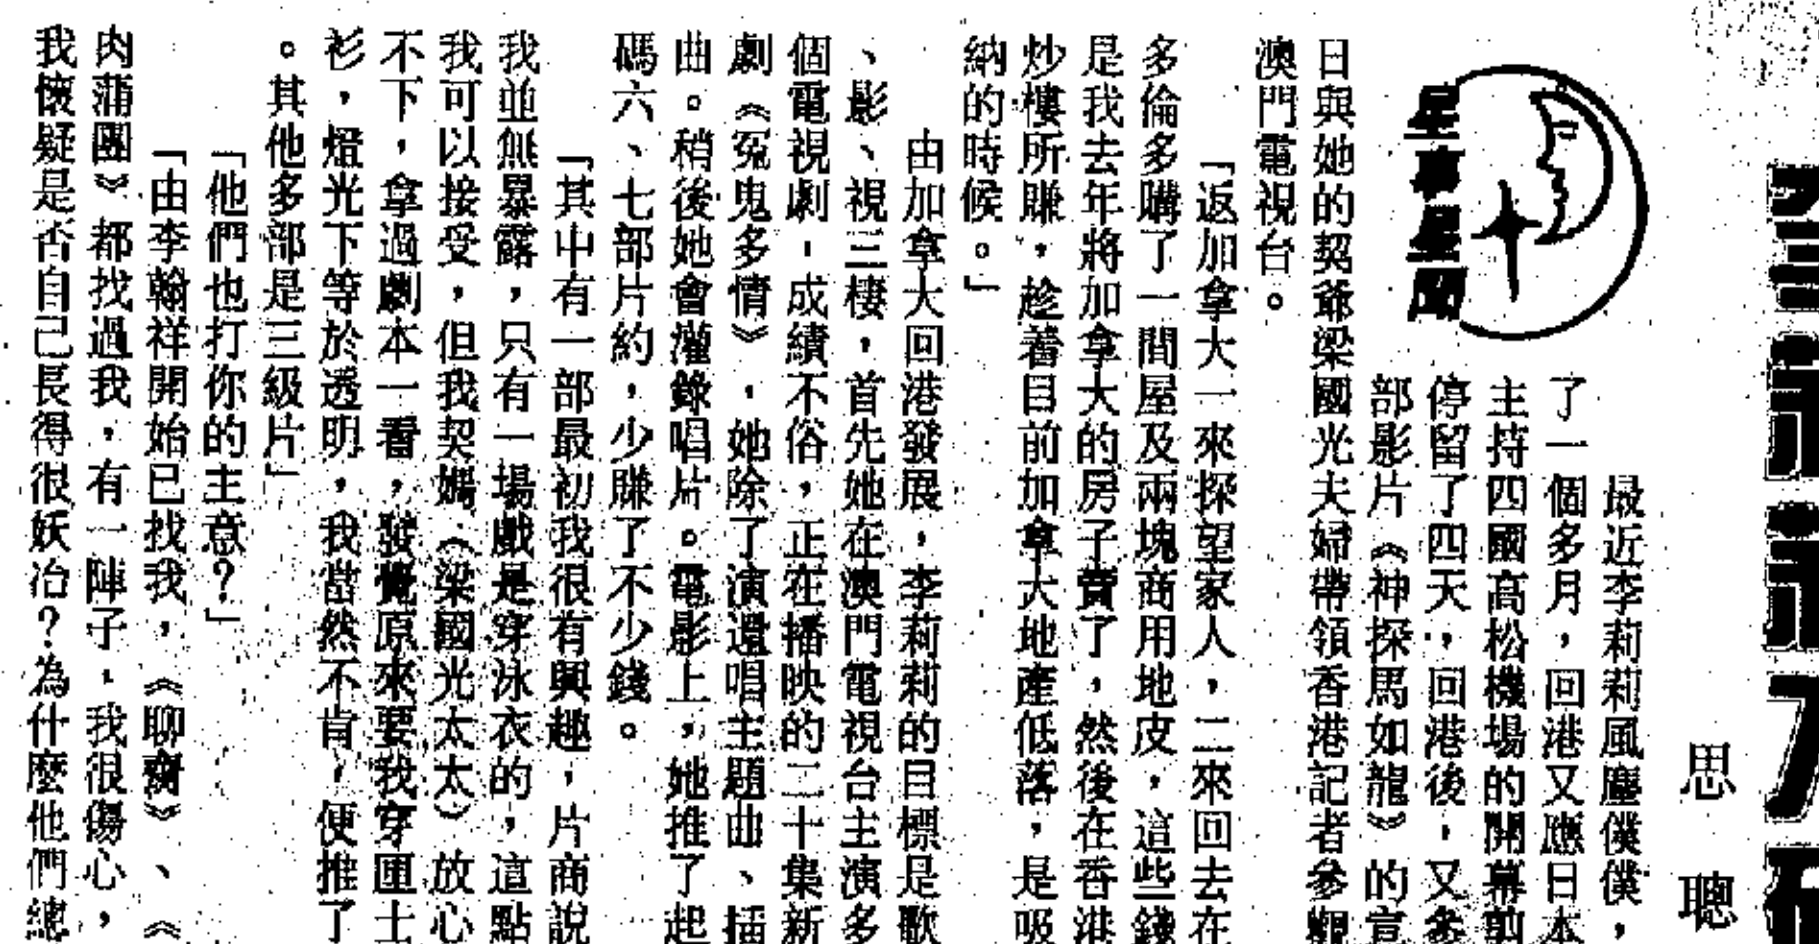 思聰
星事星聞
最近李莉莉風塵僕僕，
了一個多月，回港又應日本
主持四國高松機場的開幕剪
停留了四天，回港後，又參
部影片《神探馬如龍》的宣
日與她的契爺梁國光夫婦帶領香港記者參觀
澳門電視台。
「返加拿大一來探望家人，二來回去在
多倫多購了一間屋及兩塊商用地皮，這些錢
是我去年將加拿大的房子賣了，然後在香港
炒樓所賺，趁着目前加拿大地產低落，是吸
納的時候。」
由加拿大回港發展，李莉莉的目標是歌
、影、視三棲，首先她在澳門電視台主演多
個電視劇，成績不俗，正在播映的二十集新
劇《冤鬼多情》，她除了演還唱主題曲、插
曲。稍後她會灌錄唱片。電影上，她推了起
碼六、七部片約，少賺了不少錢。
「其中有一部最初我很有興趣，片商說
我並無暴露，只有一場戲是穿泳衣的，這點
我可以接受，但我契媽（梁國光太太）放心
不下，拿過劇本一看，發覺原來要我穿匣士
衫，燈光下等於透明，我當然不肯，便推了
。其他多部是三級片」
「他們也打你的主意？」
「由李翰祥開始已找我，《聊齋》、《
肉蒲團》都找過我，有一陣子，我很傷心，
我懷疑是否自己長得很妖冶？為什麼他們總